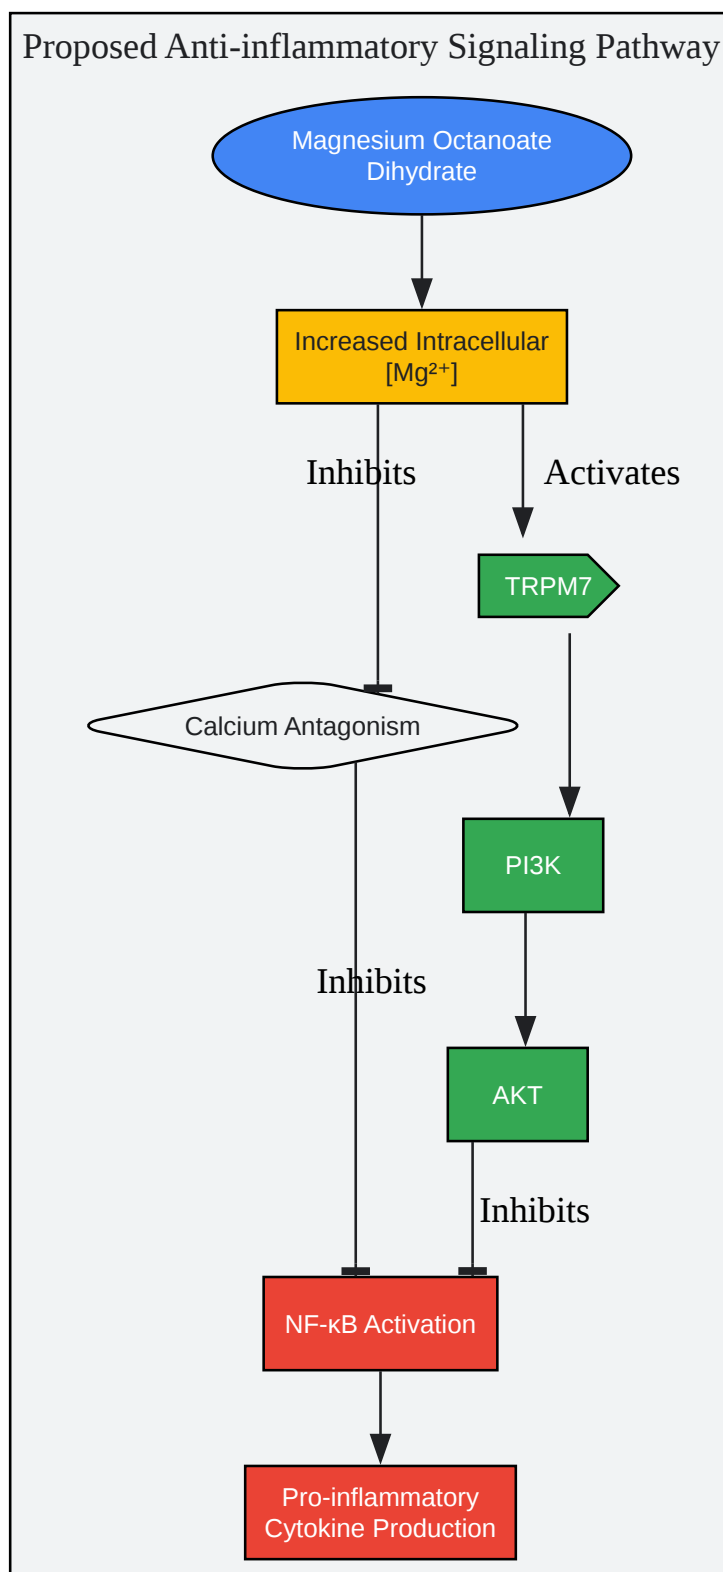 Proposed Anti-inflammatory Signaling Pathway
Magnesium Octanoate
Dihydrate
Increased Intracellular
[Mg²⁺]
Inhibits
Activates
TRPM7
Calcium Antagonism
PI3K
Inhibits
AKT
Inhibits
NF-κB Activation
Pro-inflammatory
Cytokine Production